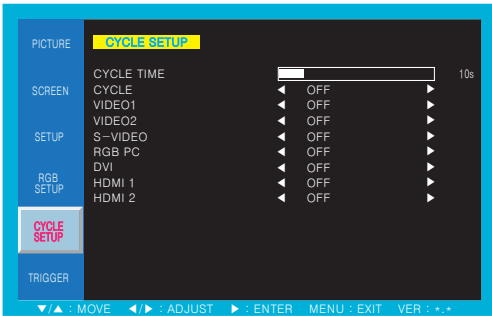 PICTURE
SCREEN
SETUP
RGB
SETUP
CYCLE
SETUP
TRIGGER
CYCLE SETUP
CYCLE TIME 10s
CYCLE ◀ OFF ▶
VIDEO1 ◀ OFF ▶
VIDEO2 ◀ OFF ▶
S-VIDEO ◀ OFF ▶
RGB PC ◀ OFF ▶
DVI ◀ OFF ▶
HDMI 1 ◀ OFF ▶
HDMI 2 ◀ OFF ▶
▼/▲ : MOVE ◀/▶ : ADJUST ▶ : ENTER MENU : EXIT VER : *.*